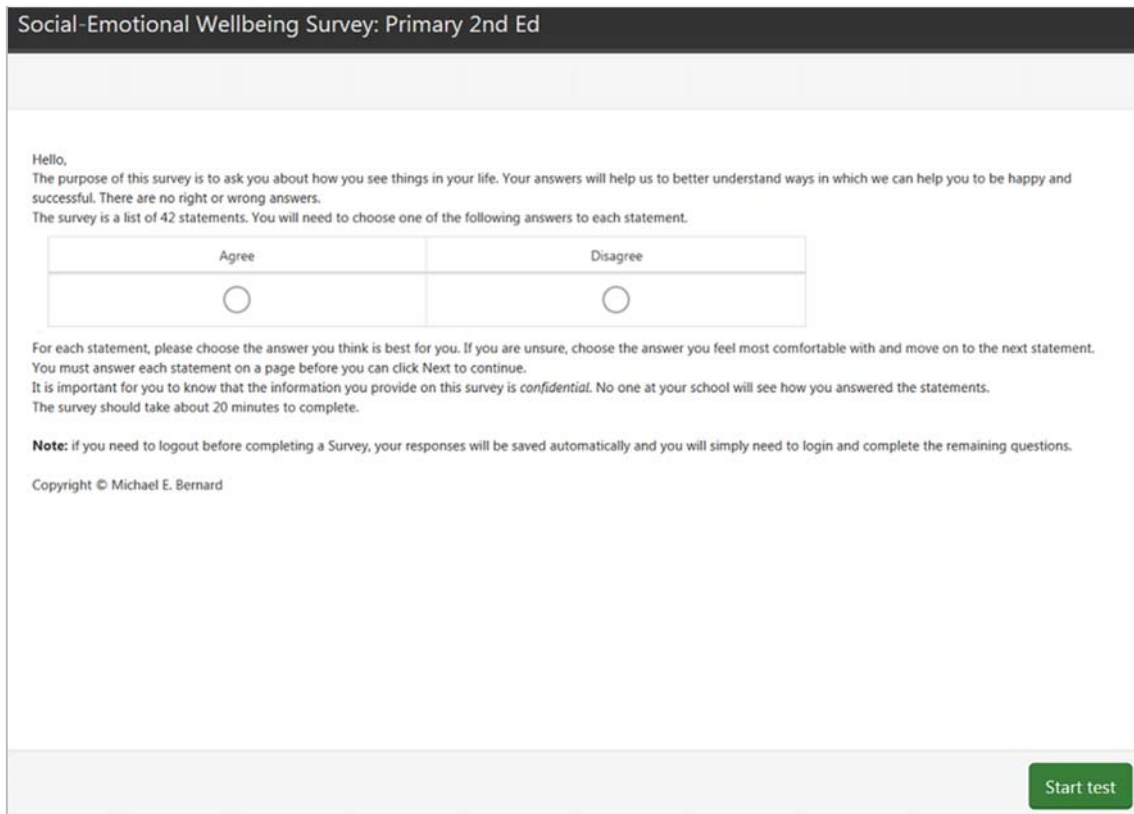 Social-Emotional Wellbeing Survey: Primary 2nd Ed
Hello,
The purpose of this survey is to ask you about how you see things in your life. Your answers will help us to better understand ways in which we can help you to be happy and
successful. There are no right or wrong answers.
The survey is a list of 42 statements. You will need to choose one of the following answers to each statement.
Agree Disagree
For each statement, please choose the answer you think is best for you. If you are unsure, choose the answer you feel most comfortable with and move on to the next statement.
You must answer each statement on a page before you can click Next to continue.
It is important for you to know that the information you provide on this survey is confidential. No one at your school will see how you answered the statements.
The survey should take about 20 minutes to complete.
Note: if you need to logout before completing a Survey, your responses will be saved automatically and you will simply need to login and complete the remaining questions.
Copyright © Michael E. Bernard
Start test